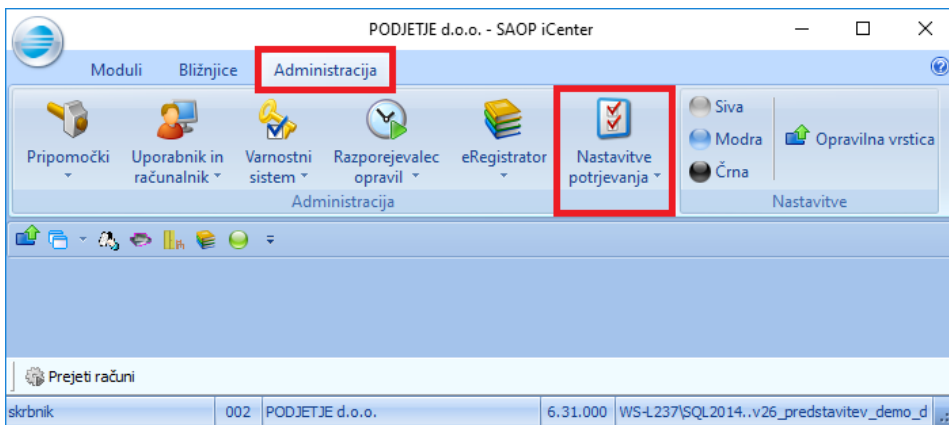 PODJETJE d.o.o. - SAOP iCenter
Moduli Bližnjice Administracija
Pripomočki
Uporabnik in
računalnik
Varnostni
sistem
Razporejevalec
opravil
eRegistrator
Nastavitve
potrjevanja
Siva
Modra
Črna
Opravilna vrstica
Administracija
Nastavitve
Prejeti računi
skrbnik 002 PODJETJE d.o.o. 6.31.000 WS-L237\SQL2014..v26_predstavitev_demo_d